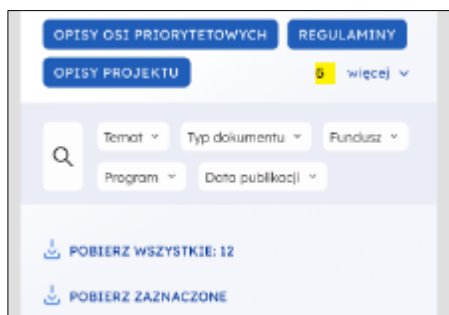 OPISY OSI PRIORYTETOWYCH REGULAMINY
OPISY PROJEKTU 6 więcej
Temat Typ dokumentu Fundusz
Program Data publikacji
POBIERZ WSZYSTKIE: 12
POBIERZ ZAZNACZONE